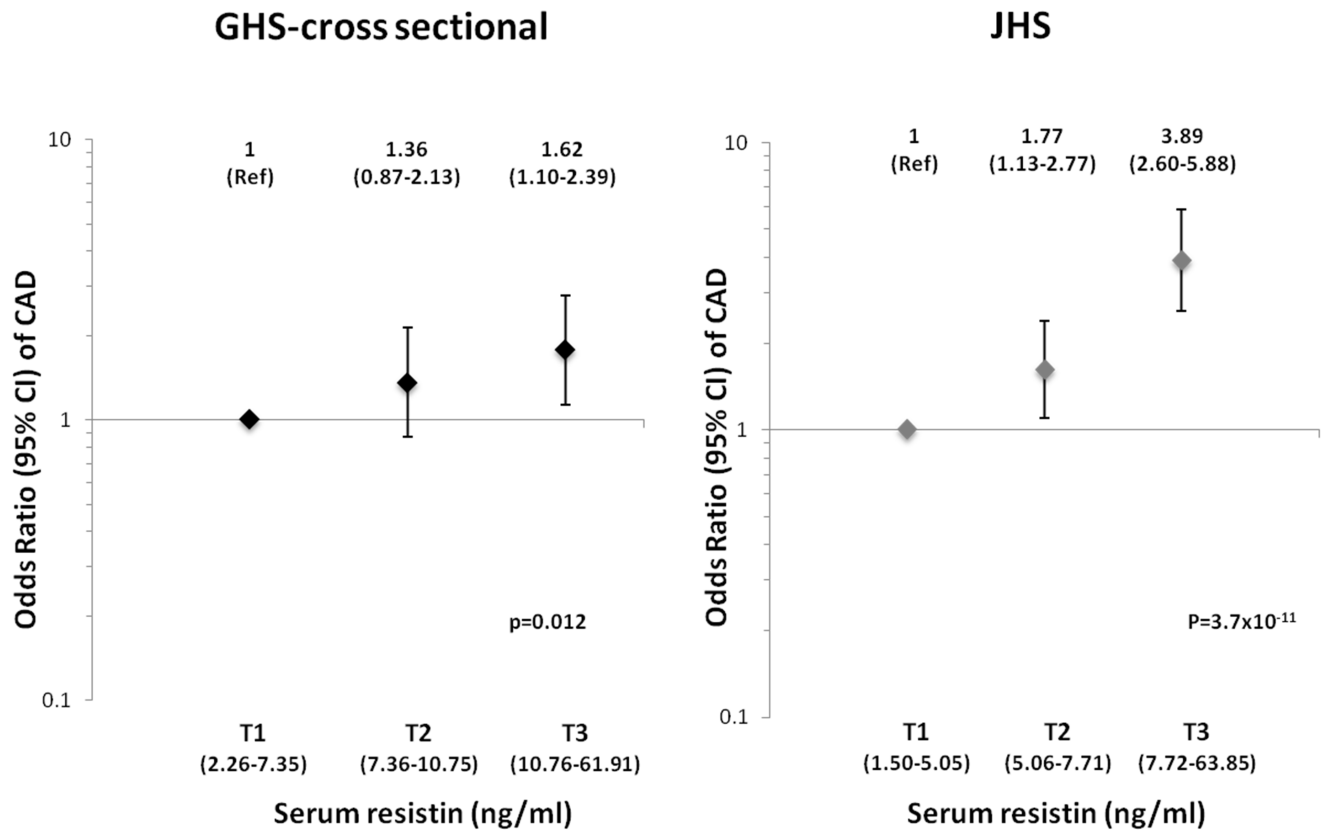 GHS-cross sectional
JHS
Odds Ratio (95% CI) of CAD
10
1
0.1
1
(Ref)
1.36
(0.87-2.13)
1.62
(1.10-2.39)
p=0.012
T1
(2.26-7.35)
T2
(7.36-10.75)
T3
(10.76-61.91)
Serum resistin (ng/ml)
Odds Ratio (95% CI) of CAD
10
1
0.1
1
(Ref)
1.77
(1.13-2.77)
3.89
(2.60-5.88)
P=3.7x10⁻¹¹
T1
(1.50-5.05)
T2
(5.06-7.71)
T3
(7.72-63.85)
Serum resistin (ng/ml)